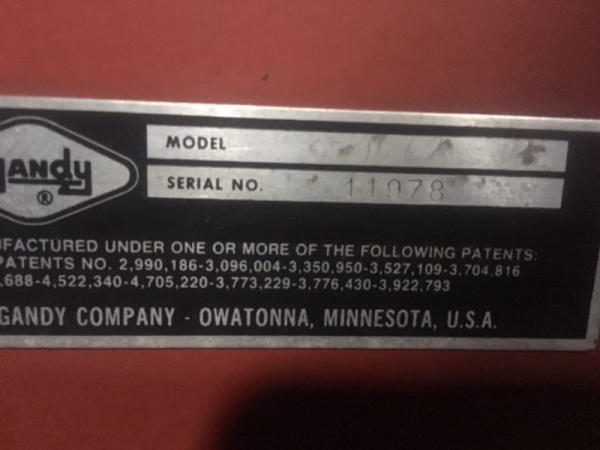 Gandy
®
MODEL
SERIAL NO. 11978
UFACTURED UNDER ONE OR MORE OF THE FOLLOWING PATENTS:
PATENTS NO. 2,990,186-3,096,004-3,350,950-3,527,109-3,704,816
,688-4,522,340-4,705,220-3,773,229-3,776,430-3,922,793
GANDY COMPANY - OWATONNA, MINNESOTA, U.S.A.